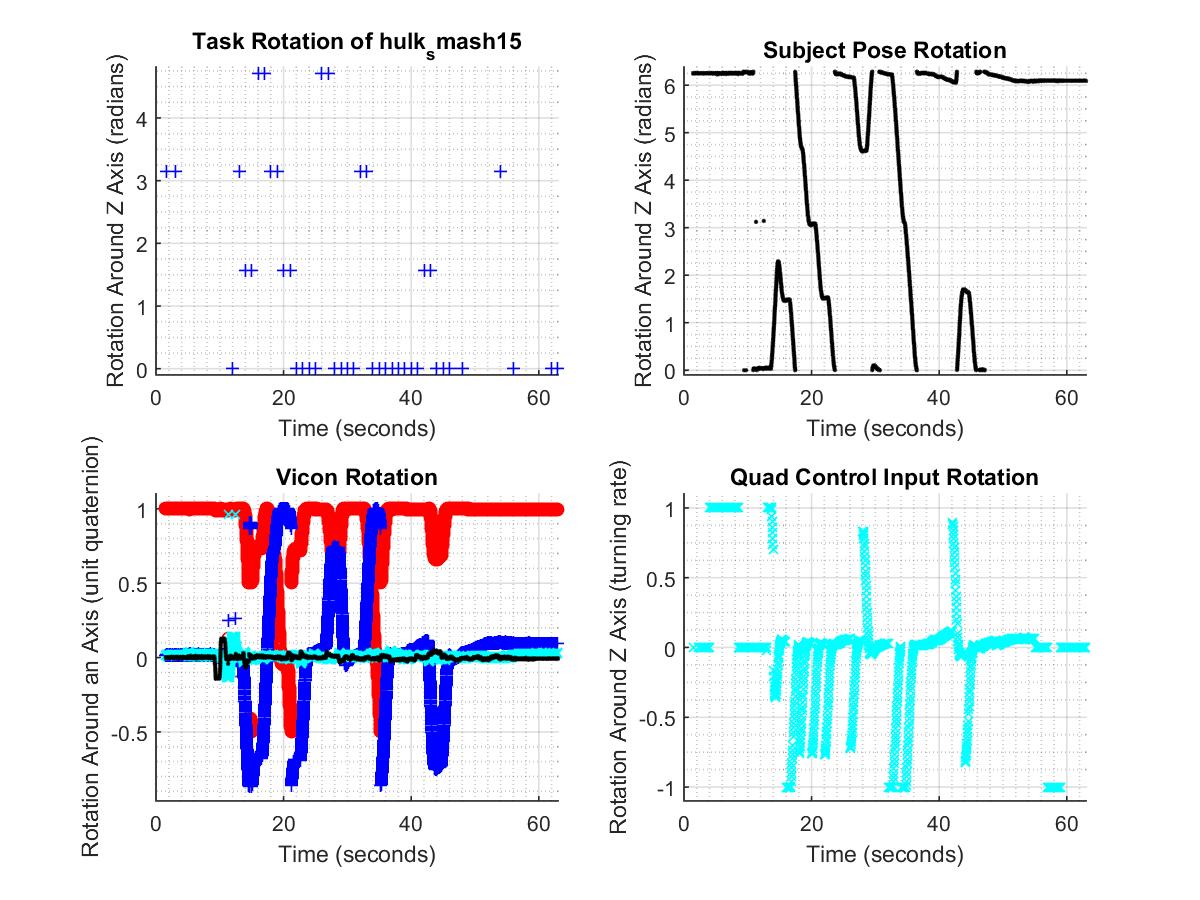 Task Rotation of hulksmash15
Rotation Around Z Axis (radians)
4
3
2
1
0
0 20 40 60
Time (seconds)
Subject Pose Rotation
Rotation Around Z Axis (radians)
6
5
4
3
2
1
0
0 20 40 60
Time (seconds)
Vicon Rotation
Rotation Around an Axis (unit quaternion)
1
0.5
0
-0.5
0 20 40 60
Time (seconds)
Quad Control Input Rotation
Rotation Around Z Axis (turning rate)
1
0.5
0
-0.5
-1
0 20 40 60
Time (seconds)